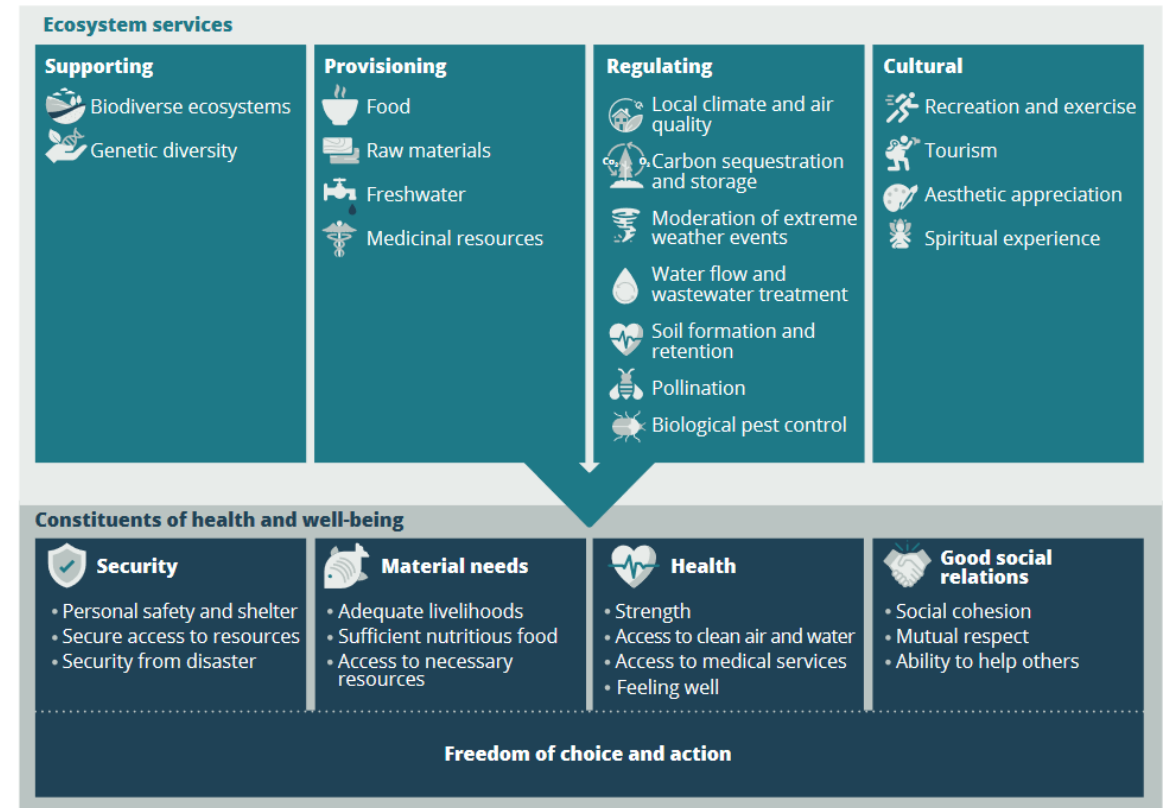 Ecosystem services
Supporting
Biodiverse ecosystems
Genetic diversity
Provisioning
Food
Raw materials
Freshwater
Medicinal resources
Regulating
Local climate and air
quality
CO₂ O₂
Carbon sequestration
and storage
Moderation of extreme
weather events
Water flow and
wastewater treatment
Soil formation and
retention
Pollination
Biological pest control
Cultural
Recreation and exercise
Tourism
Aesthetic appreciation
Spiritual experience
Constituents of health and well-being
Security
• Personal safety and shelter
• Secure access to resources
• Security from disaster
Material needs
• Adequate livelihoods
• Sufficient nutritious food
• Access to necessary
resources
Health
• Strength
• Access to clean air and water
• Access to medical services
• Feeling well
Good social
relations
• Social cohesion
• Mutual respect
• Ability to help others
Freedom of choice and action